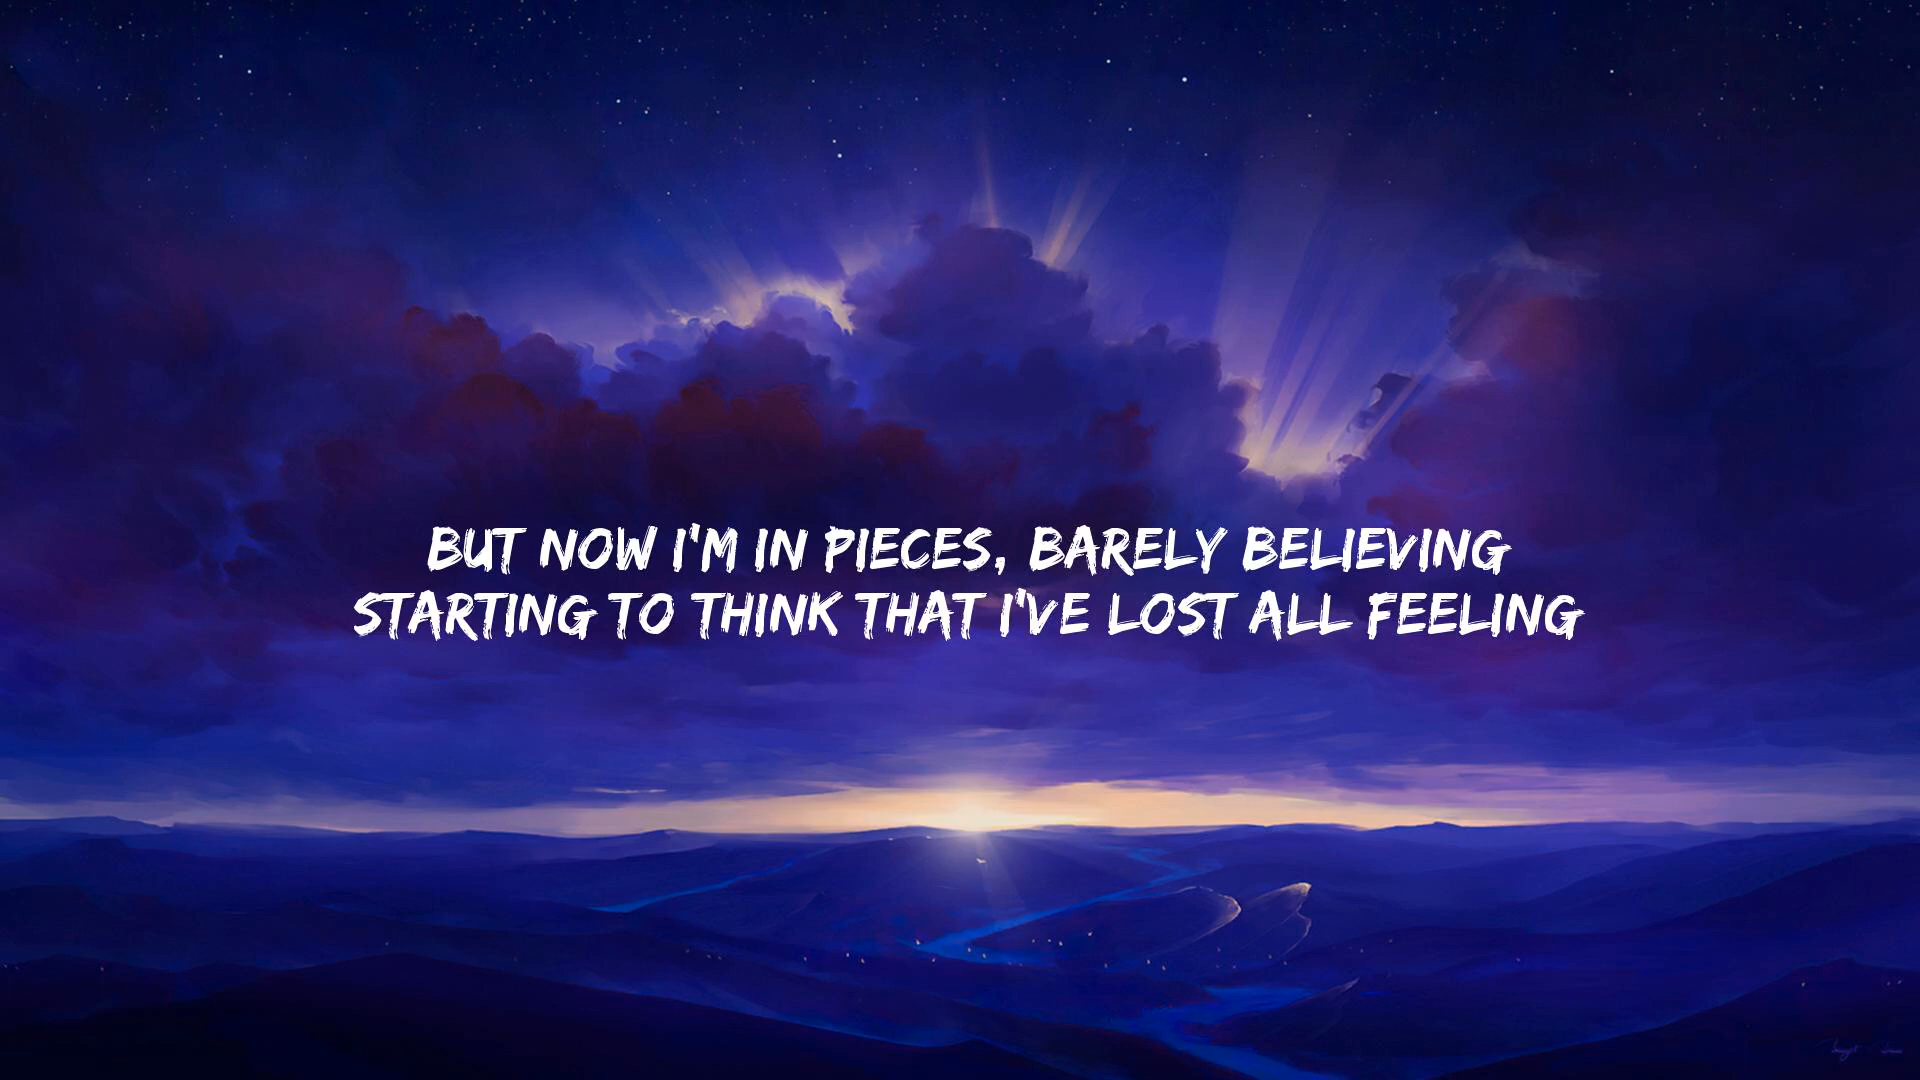 BUT NOW I'M IN PIECES, BARELY BELIEVING
STARTING TO THINK THAT I'VE LOST ALL FEELING